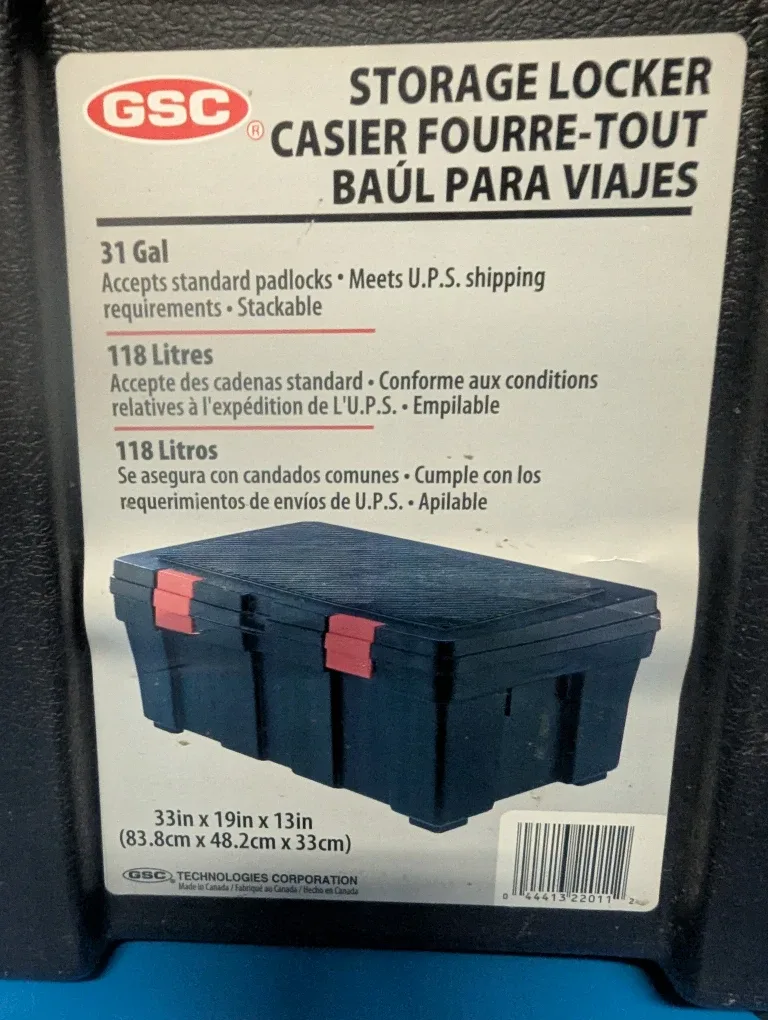 GSC®
STORAGE LOCKER
CASIER FOURRE-TOUT
BAÚL PARA VIAJES
31 Gal
Accepts standard padlocks • Meets U.P.S. shipping
requirements • Stackable
118 Litres
Accepte des cadenas standard • Conforme aux conditions
relatives à l'expédition de L'U.P.S. • Empilable
118 Litros
Se asegura con candados comunes • Cumple con los
requerimientos de envíos de U.P.S. • Apilable
33in x 19in x 13in
(83.8cm x 48.2cm x 33cm)
GSC® TECHNOLOGIES CORPORATION
Made in Canada / Fabriqué au Canada / Hecho en Canada
0 44413 22011 2